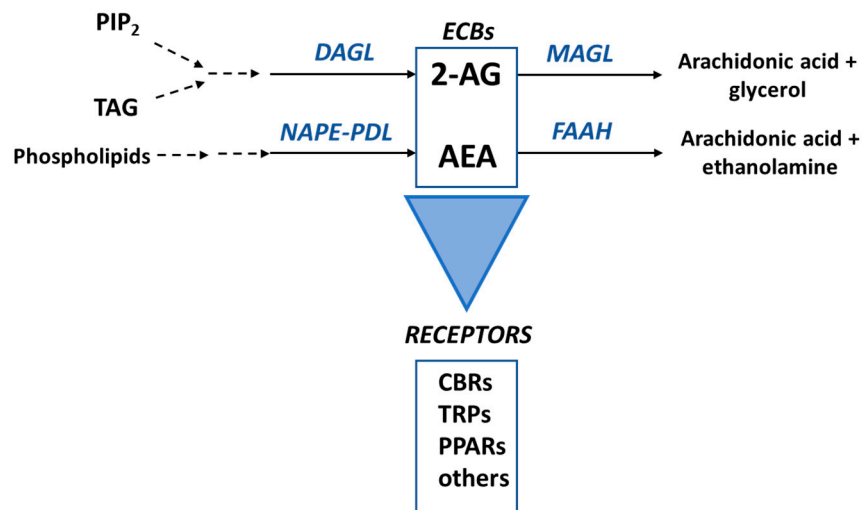 PIP2
TAG
Phospholipids
DAGL
NAPE-PDL
ECBs
2-AG
AEA
MAGL
FAAH
Arachidonic acid +
glycerol
Arachidonic acid +
ethanolamine
RECEPTORS
CBRs
TRPs
PPARs
others